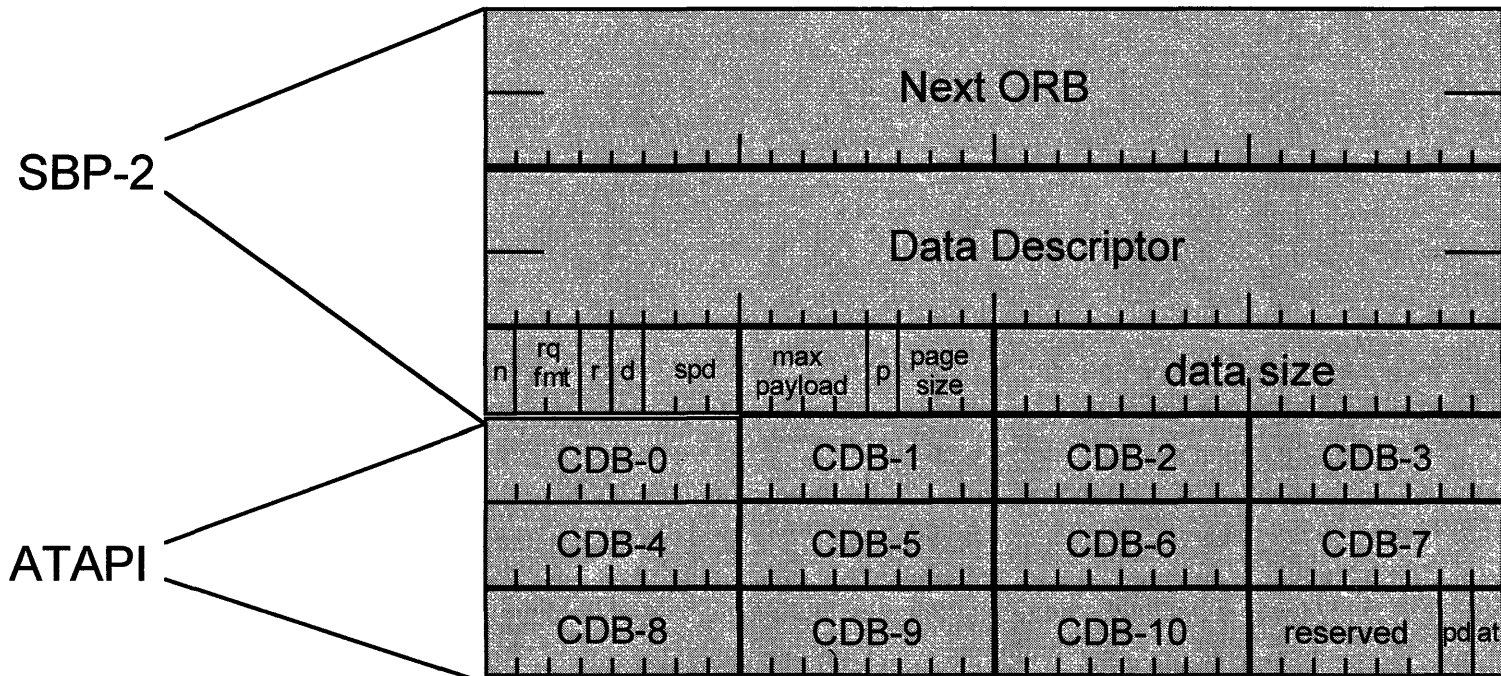 Next ORB
SBP-2
Data Descriptor
n rq fmt r d spd max payload p page size data size
CDB-0 CDB-1 CDB-2 CDB-3
ATAPI
CDB-4 CDB-5 CDB-6 CDB-7
CDB-8 CDB-9 CDB-10 reserved pd at